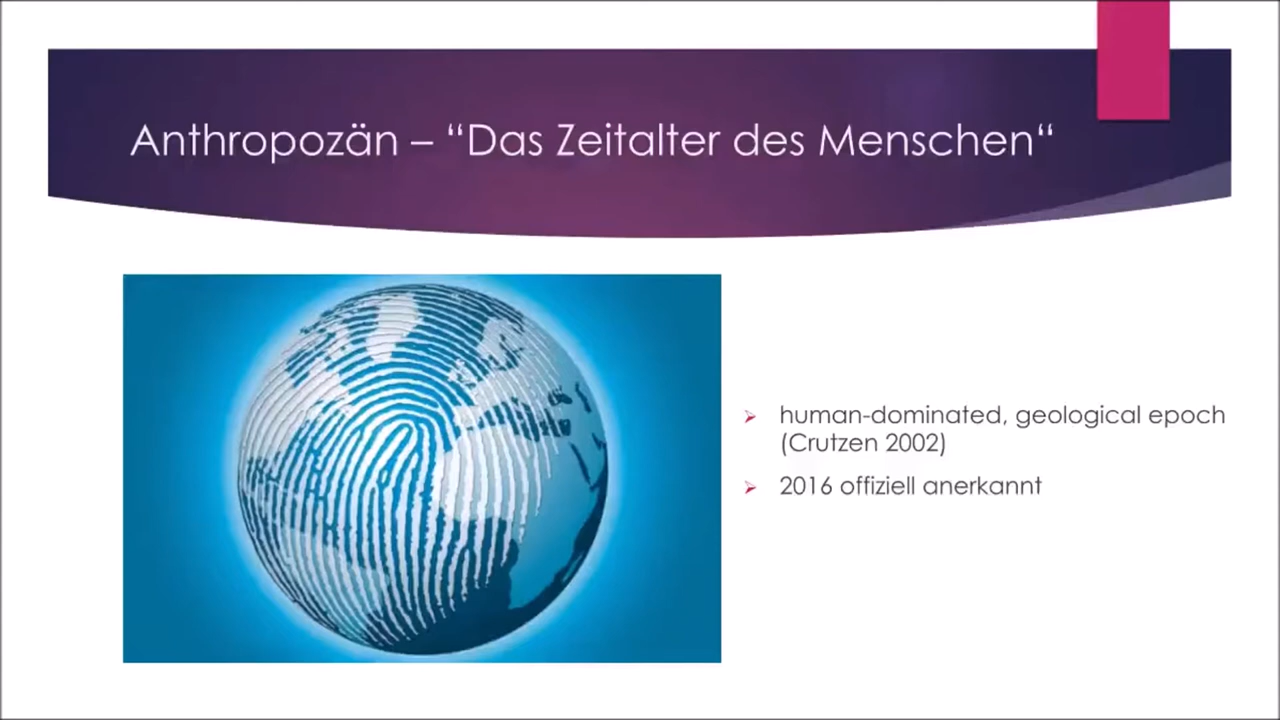 Anthropozän – “Das Zeitalter des Menschen“
human-dominated, geological epoch
(Crutzen 2002)
2016 offiziell anerkannt